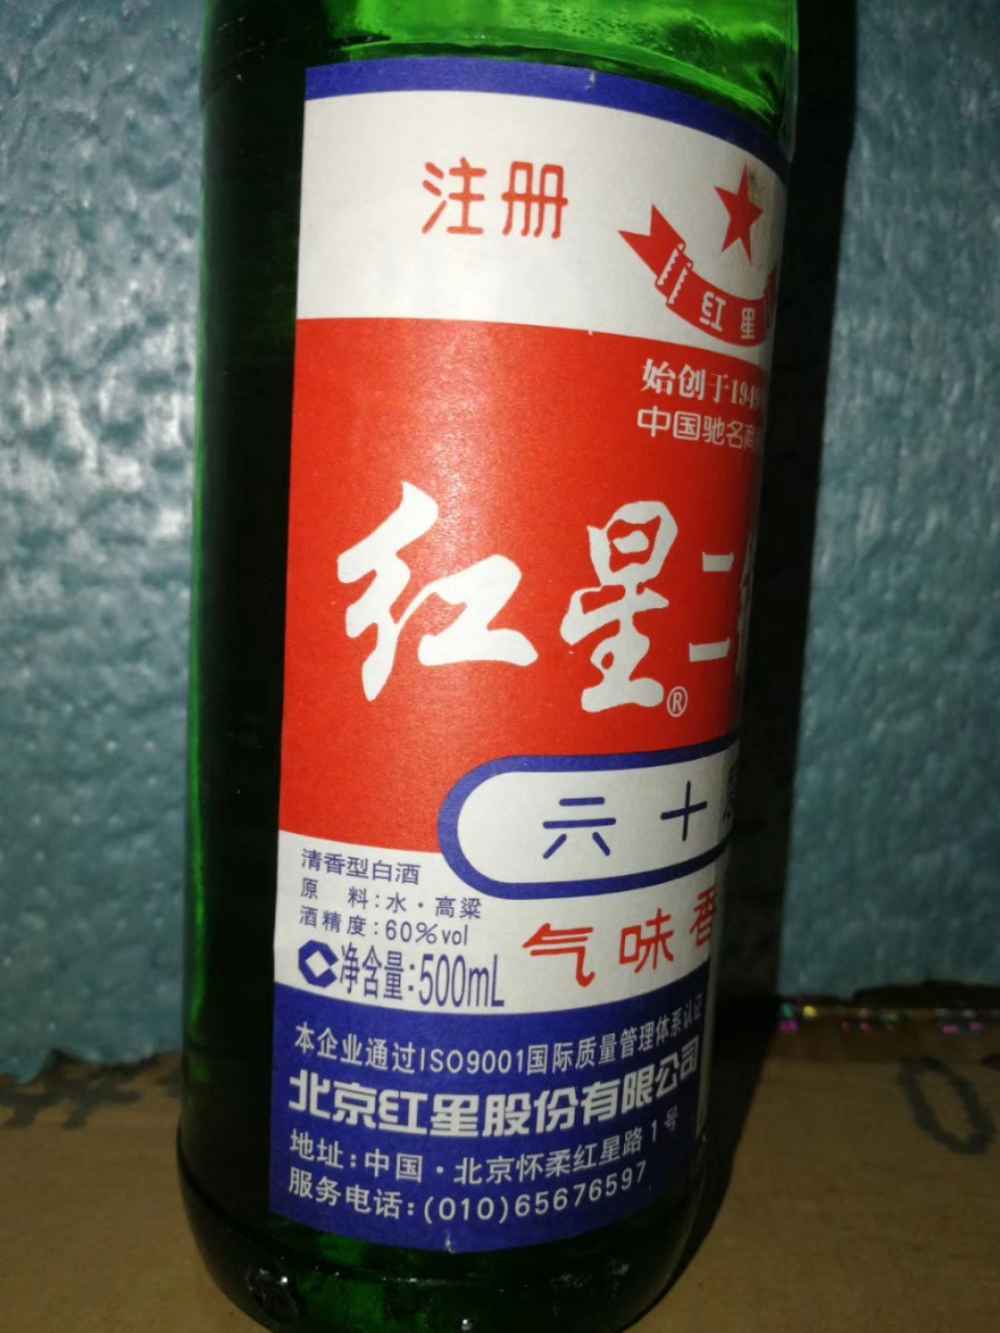 注册
红星
始创于1949
中国驰名商
红星®二
六十
气味香
清香型白酒
原 料:水·高粱
酒精度:60%vol
净含量:500mL
本企业通过ISO9001国际质量管理体系认证
北京红星股份有限公司
地址:中国·北京怀柔红星路1号
服务电话:(010)65676597